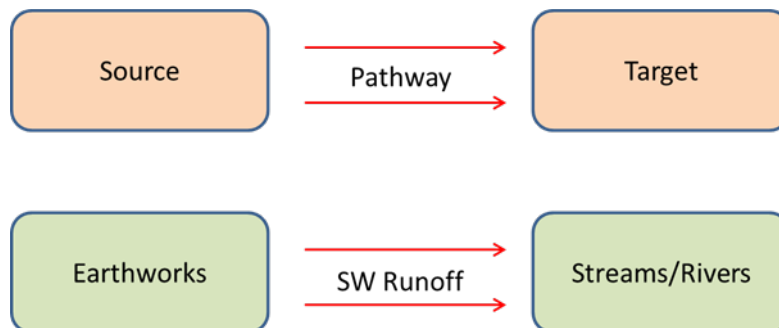 Source
Pathway
Target
Earthworks
SW Runoff
Streams/Rivers